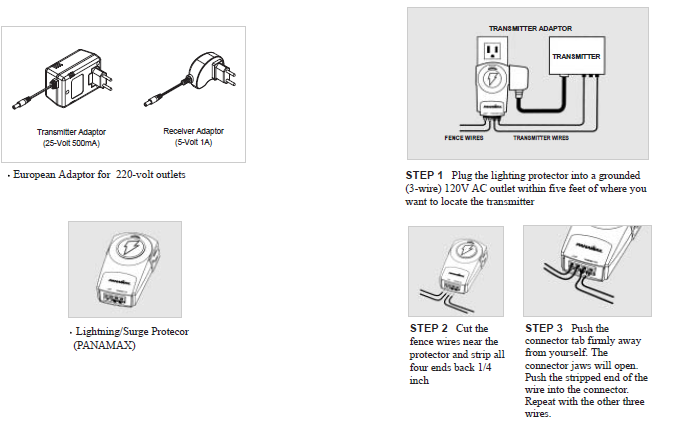 Transmitter Adaptor
(25-Volt 500mA)
Receiver Adaptor
(5-Volt 1A)
· European Adaptor for 220-volt outlets
· Lightning/Surge Protecor
(PANAMAX)
TRANSMITTER ADAPTOR
TRANSMITTER
PANAMAX
FENCE WIRES
TRANSMITTER WIRES
STEP 1 Plug the lighting protector into a grounded
(3-wire) 120V AC outlet within five feet of where you
want to locate the transmitter
STEP 2 Cut the
fence wires near the
protector and strip all
four ends back 1/4
inch
STEP 3 Push the
connector tab firmly away
from yourself. The
connector jaws will open.
Push the stripped end of the
wire into the connector.
Repeat with the other three
wires.